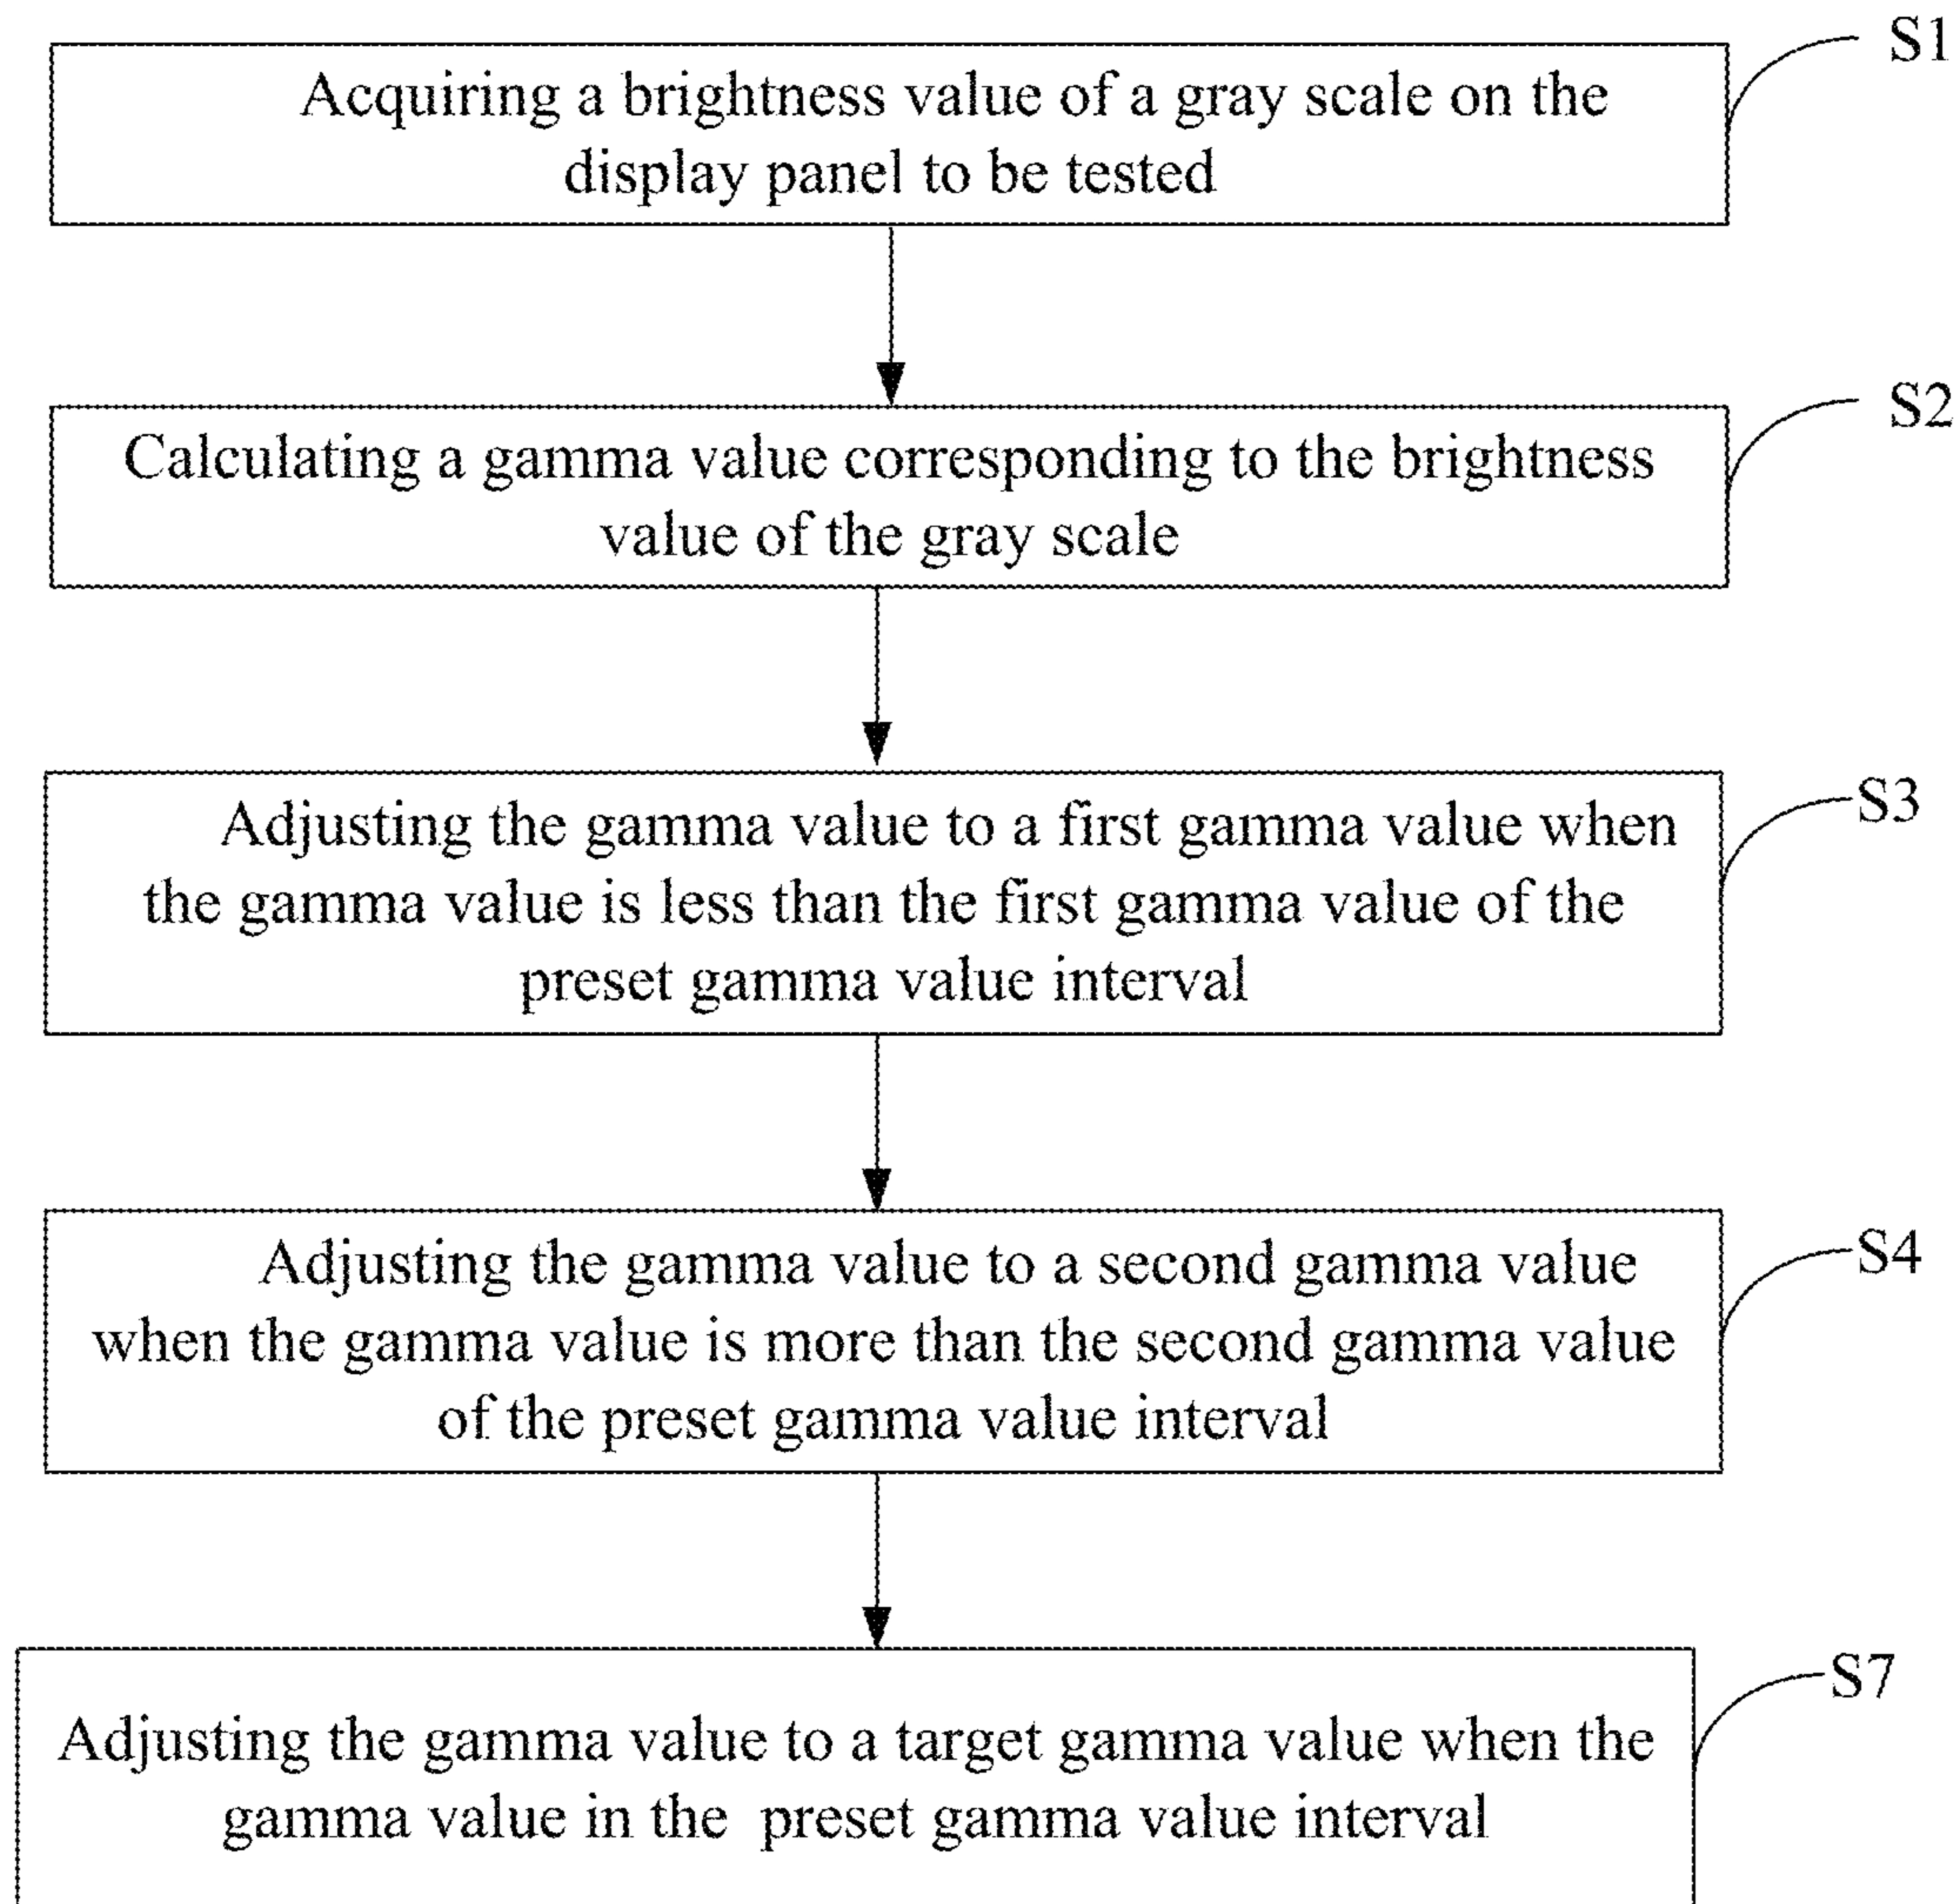 S1
Acquiring a brightness value of a gray scale on the
display panel to be tested
S2
Calculating a gamma value corresponding to the brightness
value of the gray scale
S3
Adjusting the gamma value to a first gamma value when
the gamma value is less than the first gamma value of the
preset gamma value interval
S4
Adjusting the gamma value to a second gamma value
when the gamma value is more than the second gamma value
of the preset gamma value interval
S7
Adjusting the gamma value to a target gamma value when the
gamma value in the preset gamma value interval